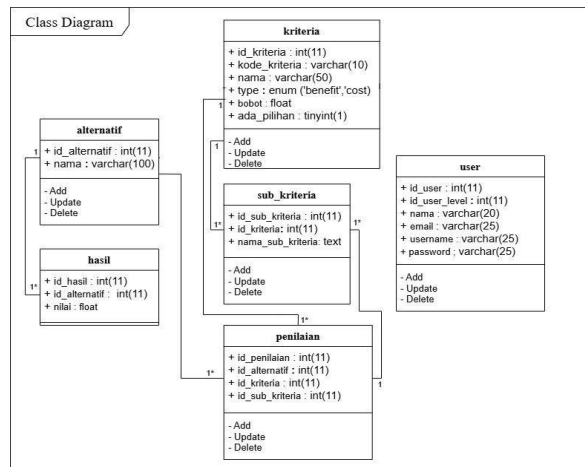 Class Diagram
kriteria
+ id_kriteria : int(11)
+ kode_kriteria : varchar(10)
+ nama : varchar(50)
+ type : enum ('benefit','cost)
+ bobot : float
+ ada_pilihan : tinyint(1)
- Add
- Update
- Delete
1
1
alternatif
+ id_alternatif : int(11)
+ nama : varchar(100)
- Add
- Update
- Delete
1
sub_kriteria
+ id_sub_kriteria : int(11)
+ id_kriteria: int(11)
+ nama_sub_kriteria: text
- Add
- Update
- Delete
1*
1*
user
+ id_user : int(11)
+ id_user_level : int(11)
+ nama : varchar(20)
+ email : varchar(25)
+ username : varchar(25)
+ password ; varchar(25)
- Add
- Update
- Delete
hasil
+ id_hasil : int(11)
+ id_alternatif : int(11)
+ nilai : float
1*
1*
penilaian
+ id_penilaian : int(11)
+ id_alternatif : int(11)
+ id_kriteria : int(11)
+ id_sub_kriteria : int(11)
- Add
- Update
- Delete
1*
1